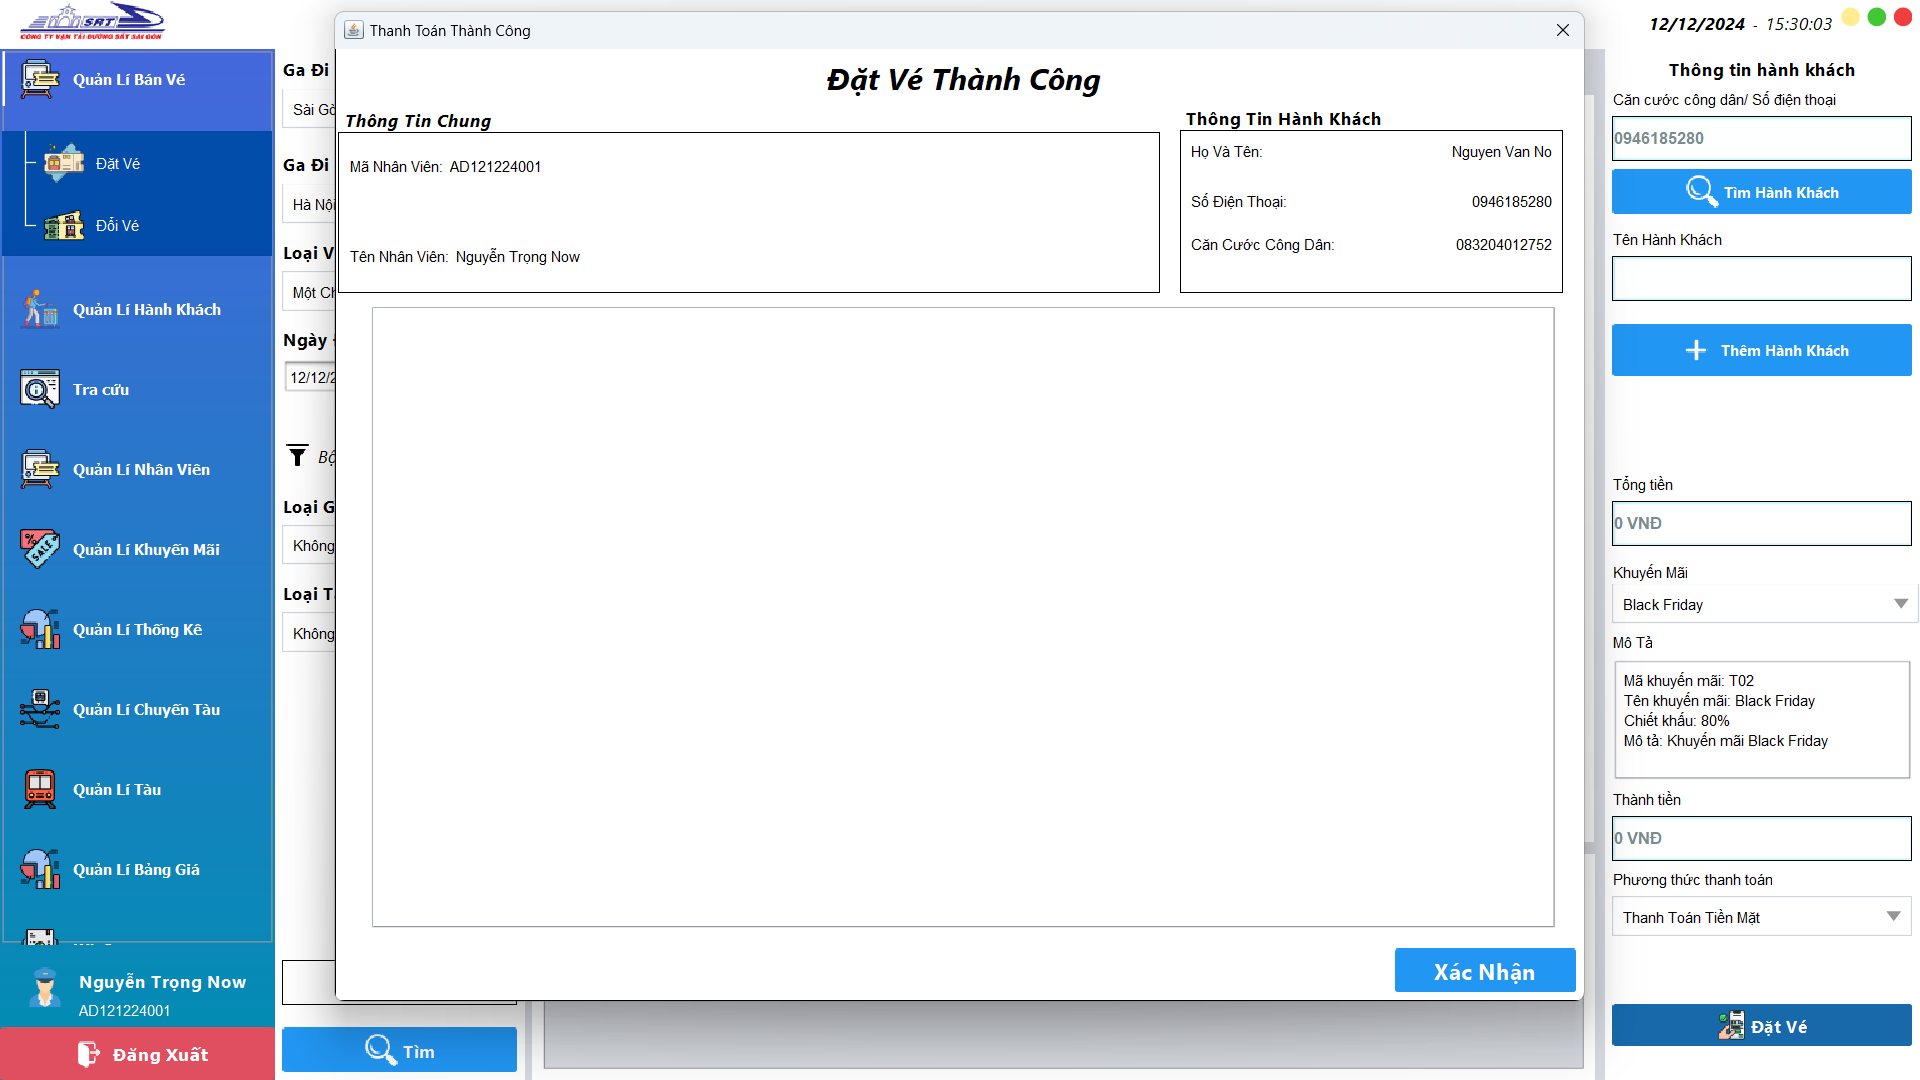 SRT
CÔNG TY VẬN TẢI ĐƯỜNG SẮT SÀI GÒN
Quản Lí Bán Vé
Đặt Vé
Đổi Vé
Quản Lí Hành Khách
Tra cứu
Quản Lí Nhân Viên
Quản Lí Khuyến Mãi
Quản Lí Thống Kê
Quản Lí Chuyến Tàu
Quản Lí Tàu
Quản Lí Bảng Giá
Nguyễn Trọng Now
AD121224001
Đăng Xuất
Ga Đi
Sài Gò
Ga Đi
Hà Nội
Loại V
Một Ch
Ngày
12/12/2
Bộ
Loại G
Không
Loại T
Không
Tìm
Thanh Toán Thành Công
Đặt Vé Thành Công
Thông Tin Chung
Mã Nhân Viên: AD121224001
Tên Nhân Viên: Nguyễn Trọng Now
Thông Tin Hành Khách
Họ Và Tên: Nguyen Van No
Số Điện Thoại: 0946185280
Căn Cước Công Dân: 083204012752
Xác Nhận
12/12/2024 - 15:30:03
Thông tin hành khách
Căn cước công dân/ Số điện thoại
0946185280
Tìm Hành Khách
Tên Hành Khách
Thêm Hành Khách
Tổng tiền
0 VNĐ
Khuyến Mãi
Black Friday
Mô Tả
Mã khuyến mãi: T02
Tên khuyến mãi: Black Friday
Chiết khấu: 80%
Mô tả: Khuyến mãi Black Friday
Thành tiền
0 VNĐ
Phương thức thanh toán
Thanh Toán Tiền Mặt
Đặt Vé